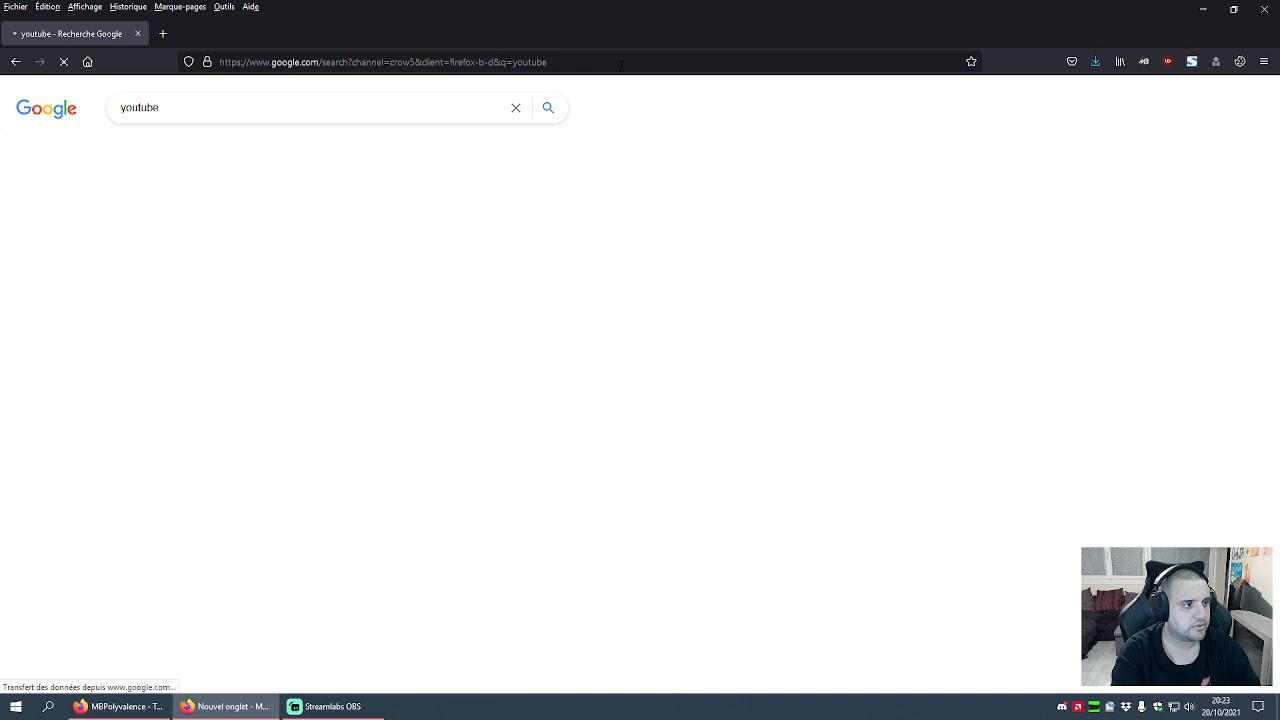 Fichier Édition Affichage Historique Marque-pages Outils Aide
youtube - Recherche Google
https://www.google.com/search?channel=crow5&client=firefox-b-d&q=youtube
Google
youtube
Transfert des données depuis www.google.com...
MBPolyvalence - T...
Nouvel onglet - M...
Streamlabs OBS
20:23
20/10/2021